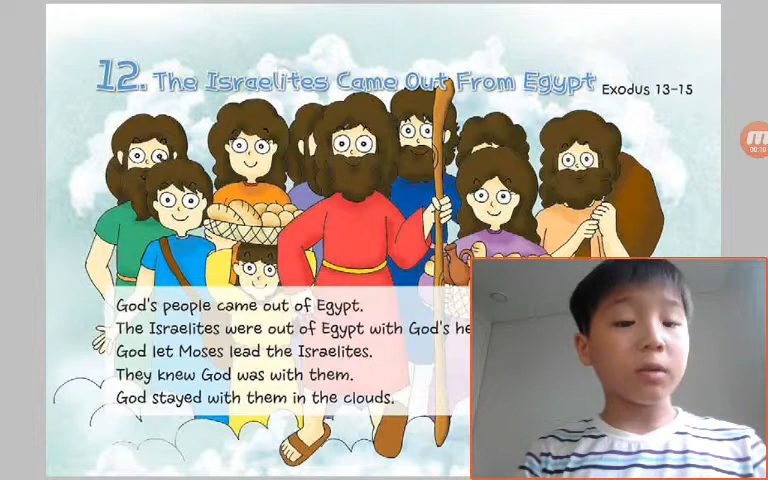 12. The Israelites Came Out From Egypt Exodus 13-15
God's people came out of Egypt.
The Israelites were out of Egypt with God's
God let Moses lead the Israelites.
They knew God was with them.
God stayed with them in the clouds.
00:10